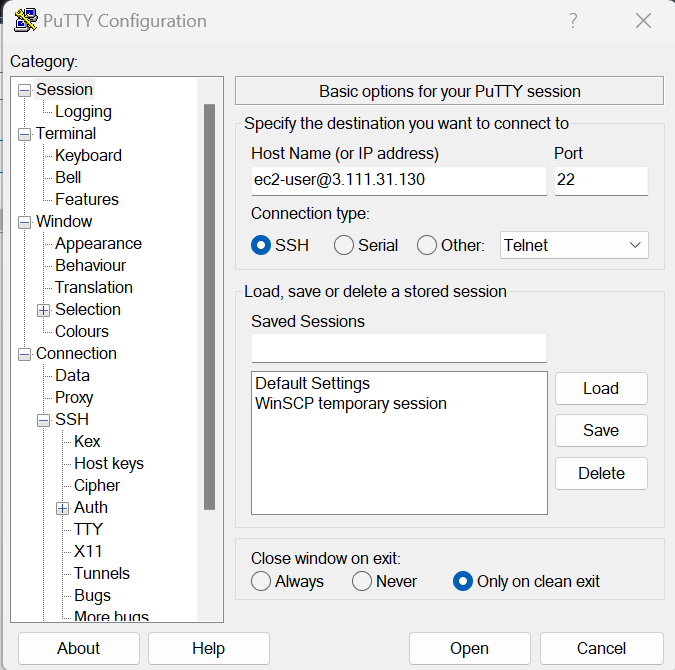 PuTTY Configuration
?
Category:
Session
Logging
Terminal
Keyboard
Bell
Features
Window
Appearance
Behaviour
Translation
Selection
Colours
Connection
Data
Proxy
SSH
Kex
Host keys
Cipher
Auth
TTY
X11
Tunnels
Bugs
More bugs
Basic options for your PuTTY session
Specify the destination you want to connect to
Host Name (or IP address) Port
ec2-user@3.111.31.130 22
Connection type:
SSH Serial Other: Telnet
Load, save or delete a stored session
Saved Sessions
Default Settings
WinSCP temporary session
Load
Save
Delete
Close window on exit:
Always Never Only on clean exit
About Help Open Cancel